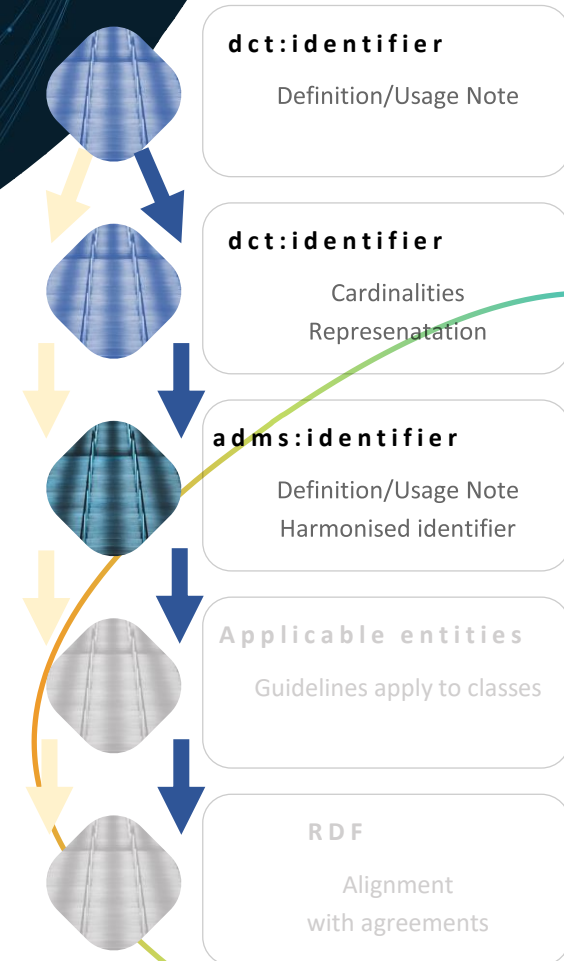 dct:identifier
Definition/Usage Note
dct:identifier
Cardinalities
Represenatation
adms:identifier
Definition/Usage Note
Harmonised identifier
Applicable entities
Guidelines apply to classes
RDF
Alignment
with agreements